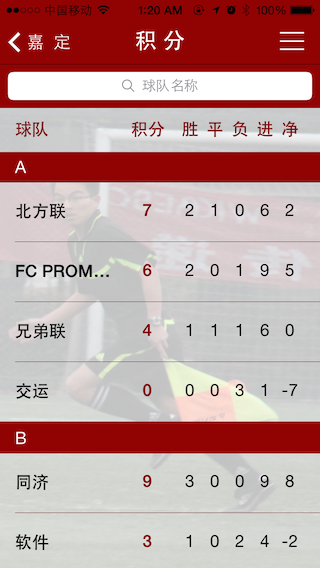 中国移动 1:20 AM 100%
嘉 定 积 分
球队名称
球队 积分 胜 平 负 进 净
A
北方联 7 2 1 0 6 2
FC PROM... 6 2 0 1 9 5
兄弟联 4 1 1 1 6 0
交运 0 0 0 3 1 -7
B
同济 9 3 0 0 9 8
软件 3 1 0 2 4 -2